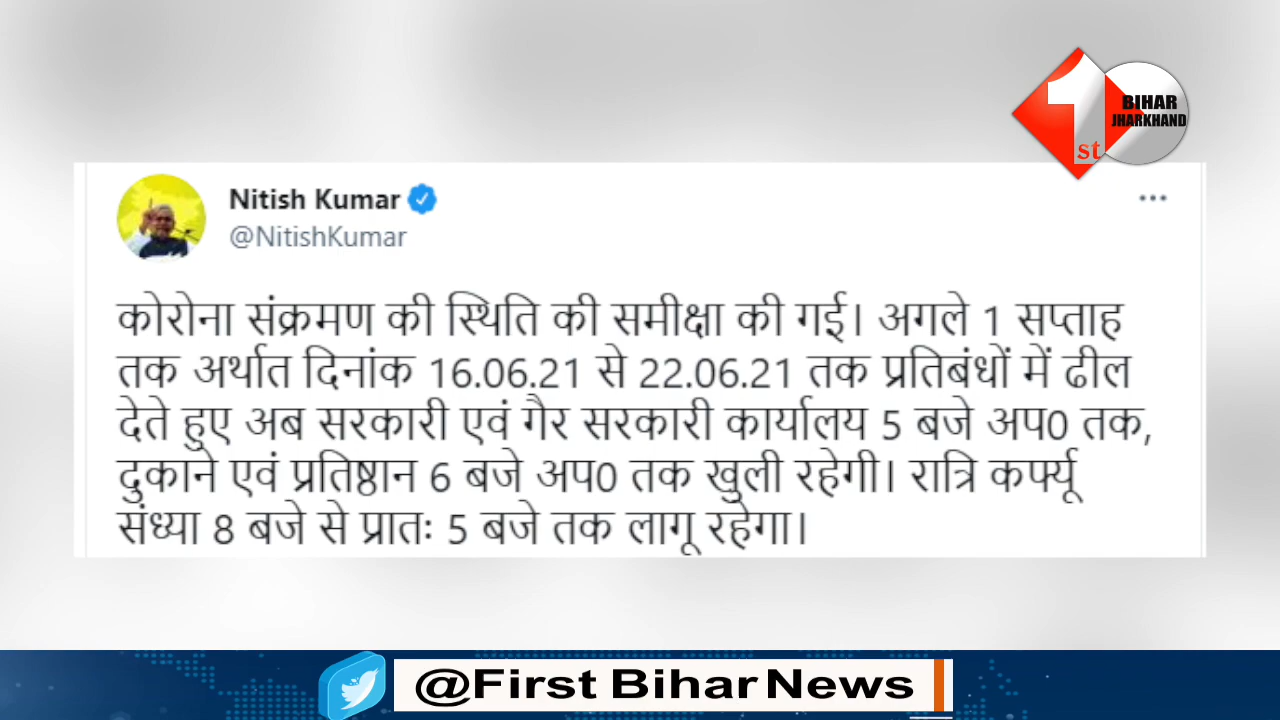 1
st
BIHAR
JHARKHAND
Nitish Kumar
@NitishKumar
कोरोना संक्रमण की स्थिति की समीक्षा की गई। अगले 1 सप्ताह
तक अर्थात दिनांक 16.06.21 से 22.06.21 तक प्रतिबंधों में ढील
देते हुए अब सरकारी एवं गैर सरकारी कार्यालय 5 बजे अप0 तक,
दुकाने एवं प्रतिष्ठान 6 बजे अप0 तक खुली रहेगी। रात्रि कर्फ्यू
संध्या 8 बजे से प्रातः 5 बजे तक लागू रहेगा।
@First Bihar News